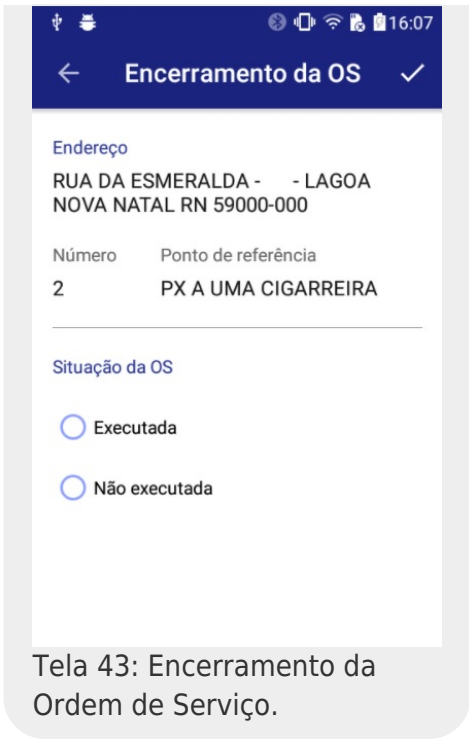 16:07
Encerramento da OS
Endereço
RUA DA ESMERALDA -     - LAGOA
NOVA NATAL RN 59000-000
Número Ponto de referência
2 PX A UMA CIGARREIRA
Situação da OS
Executada
Não executada
Tela 43: Encerramento da
Ordem de Serviço.